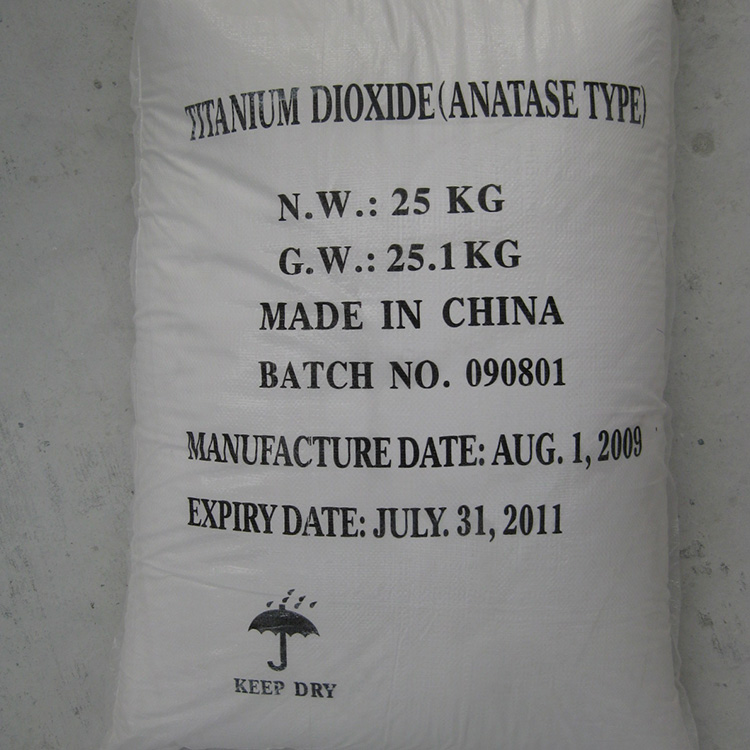 TITANIUM DIOXIDE(ANATASE TYPE)
N.W.: 25 KG
G.W.: 25.1KG
MADE IN CHINA
BATCH NO. 090801
MANUFACTURE DATE: AUG. 1, 2009
EXPIRY DATE: JULY. 31, 2011
KEEP DRY